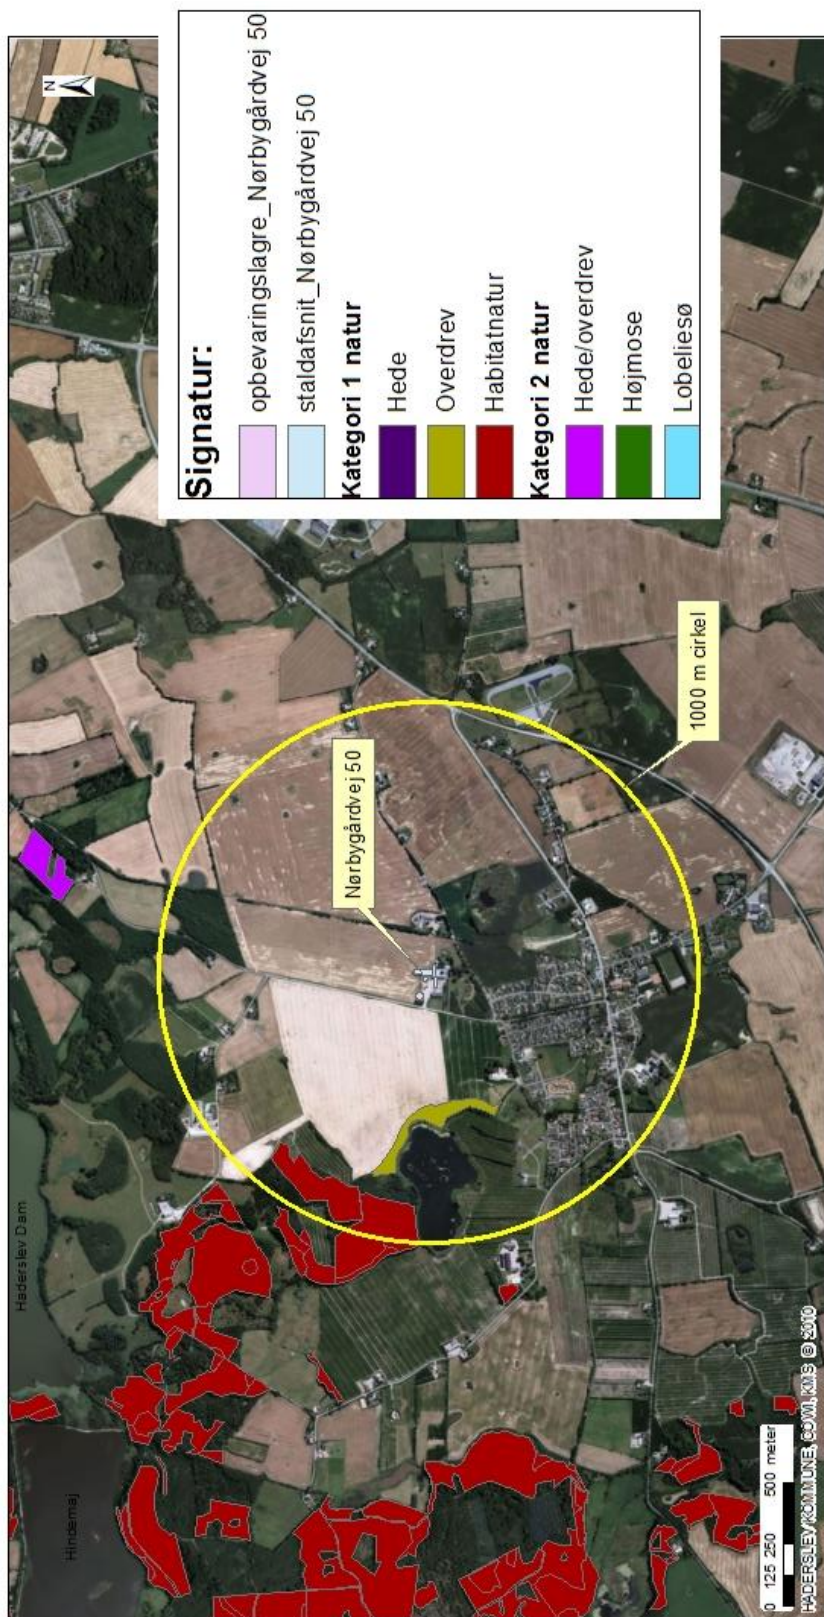 N
Signatur:
opbevaringslagre_Nørbygårdvej 50
staldafsnit_Nørbygårdvej 50
Kategori 1 natur
Hede
Overdrev
Habitatnatur
Kategori 2 natur
Hede/overdrev
Højmose
Lobeliesø
Haderslev Dam
Hindemaj
Nørbygårdvej 50
1000 m cirkel
0 125 250 500 meter
HADERSLEV KOMMUNE, COWI, KMS © 2010